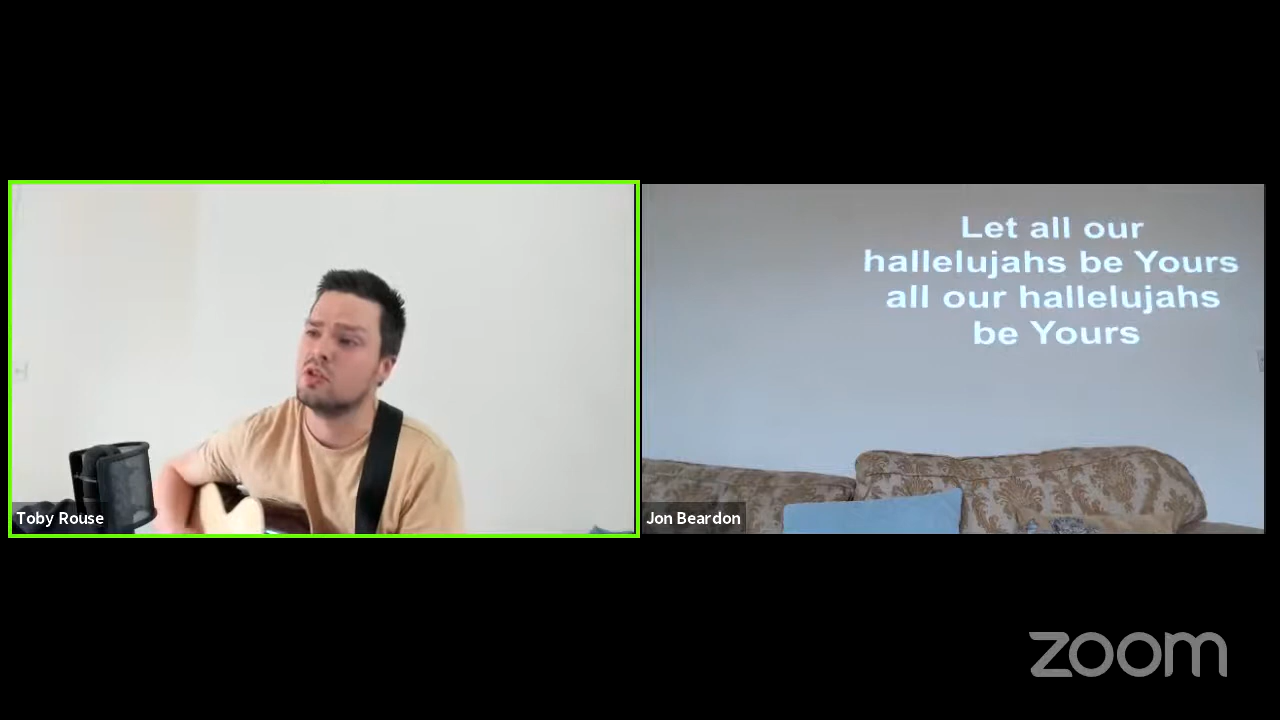 Let all our
hallelujahs be Yours
all our hallelujahs
be Yours
Toby Rouse
Jon Beardon
zoom